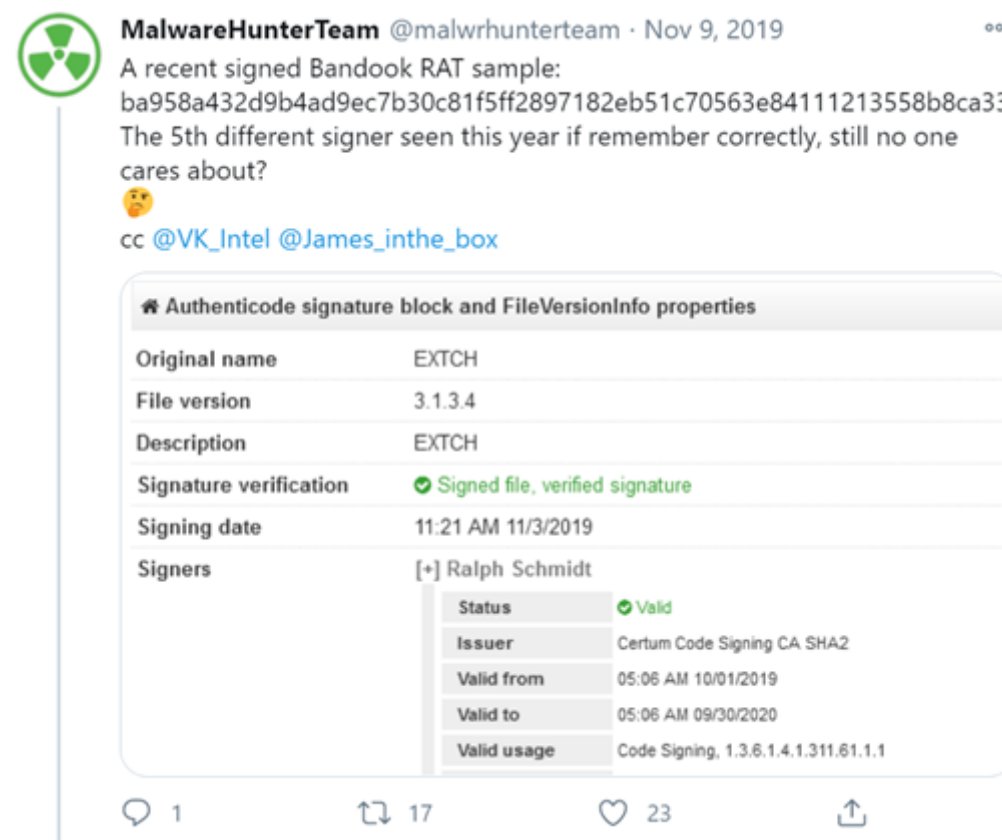 MalwareHunterTeam @malwrhunterteam · Nov 9, 2019
A recent signed Bandook RAT sample:
ba958a432d9b4ad9ec7b30c81f5ff2897182eb51c70563e84111213558b8ca33
The 5th different signer seen this year if remember correctly, still no one
cares about?
🤔
cc @VK_Intel @James_inthe_box
Authenticode signature block and FileVersionInfo properties
Original name EXTCH
File version 3.1.3.4
Description EXTCH
Signature verification Signed file, verified signature
Signing date 11:21 AM 11/3/2019
Signers [+] Ralph Schmidt
Status Valid
Issuer Certum Code Signing CA SHA2
Valid from 05:06 AM 10/01/2019
Valid to 05:06 AM 09/30/2020
Valid usage Code Signing, 1.3.6.1.4.1.311.61.1.1
1 17 23